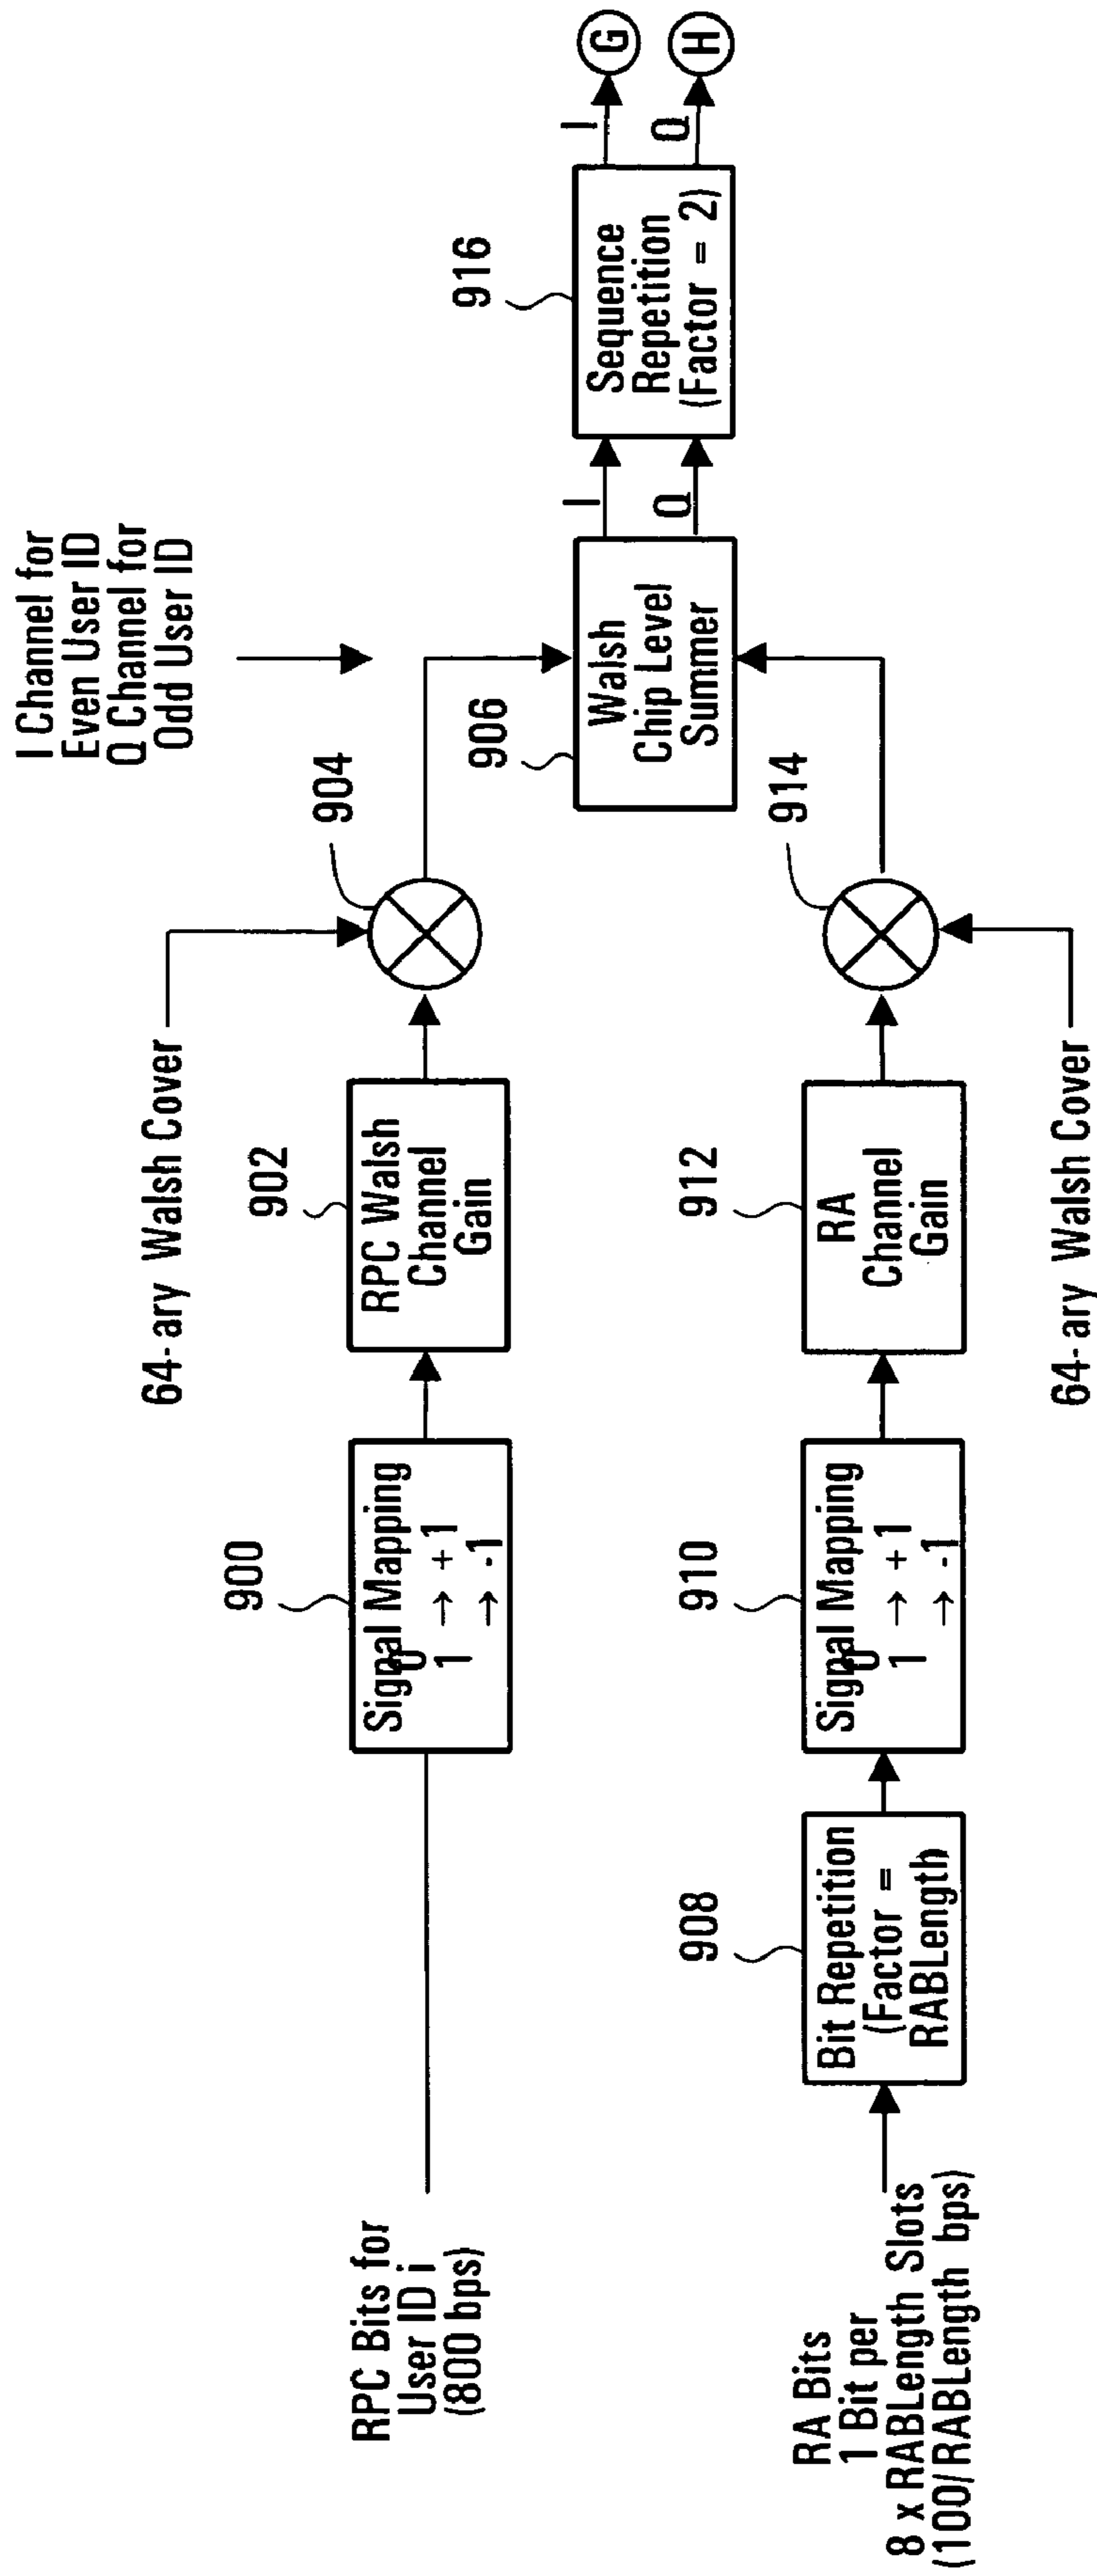 I Channel for
Even User ID
Q Channel for
Odd User ID
64-ary Walsh Cover
904
RPC Bits for
User ID i
(800 bps)
900
Signal Mapping
0 → +1
1 → -1
902
RPC Walsh
Channel
Gain
906
Walsh
Chip Level
Summer
I
Q
916
Sequence
Repetition
(Factor = 2)
I
Q
G
H
RA Bits
1 Bit per
8 x RABLength Slots
(100/RABLength bps)
908
Bit Repetition
(Factor =
RABLength
910
Signal Mapping
0 → +1
1 → -1
912
RA
Channel
Gain
914
64-ary Walsh Cover